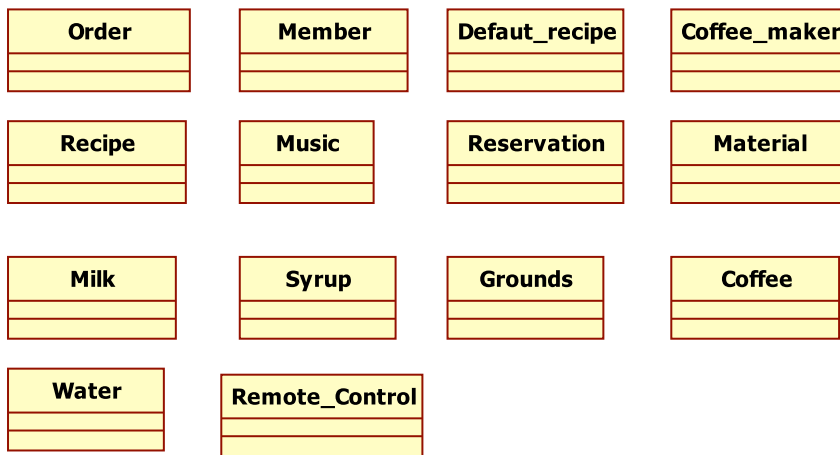 Order Member Defaut_recipe Coffee_maker
Recipe Music Reservation Material
Milk Syrup Grounds Coffee
Water Remote_Control